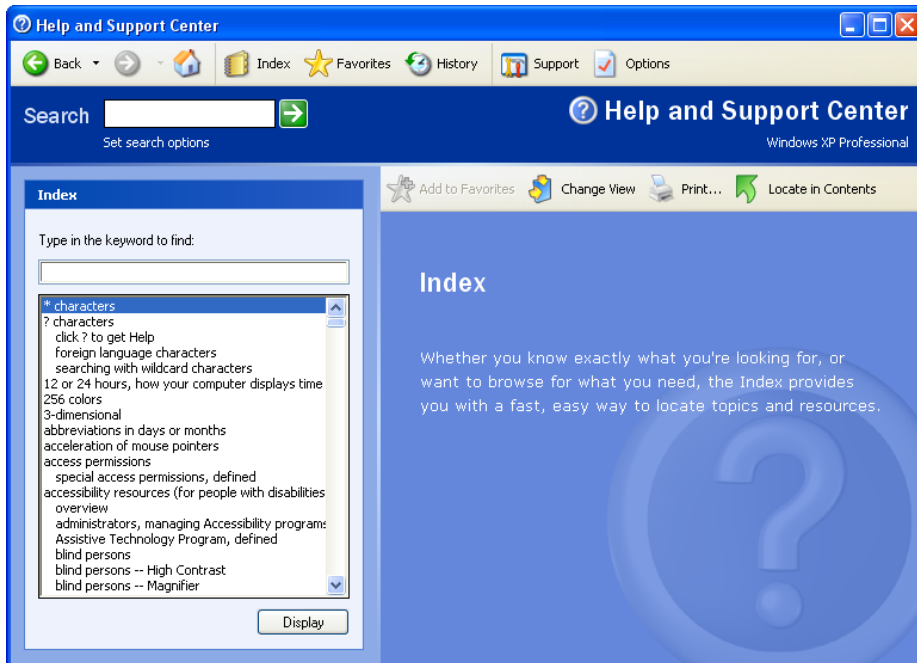 Help and Support Center
Back
Index
Favorites
History
Support
Options
Search
Help and Support Center
Set search options
Windows XP Professional
Index
Add to Favorites
Change View
Print...
Locate in Contents
Type in the keyword to find:
* characters
? characters
click ? to get Help
foreign language characters
searching with wildcard characters
12 or 24 hours, how your computer displays time
256 colors
3-dimensional
abbreviations in days or months
acceleration of mouse pointers
access permissions
special access permissions, defined
accessibility resources (for people with disabilities
overview
administrators, managing Accessibility programs
Assistive Technology Program, defined
blind persons
blind persons -- High Contrast
blind persons -- Magnifier
Display
Index
Whether you know exactly what you're looking for, or
want to browse for what you need, the Index provides
you with a fast, easy way to locate topics and resources.